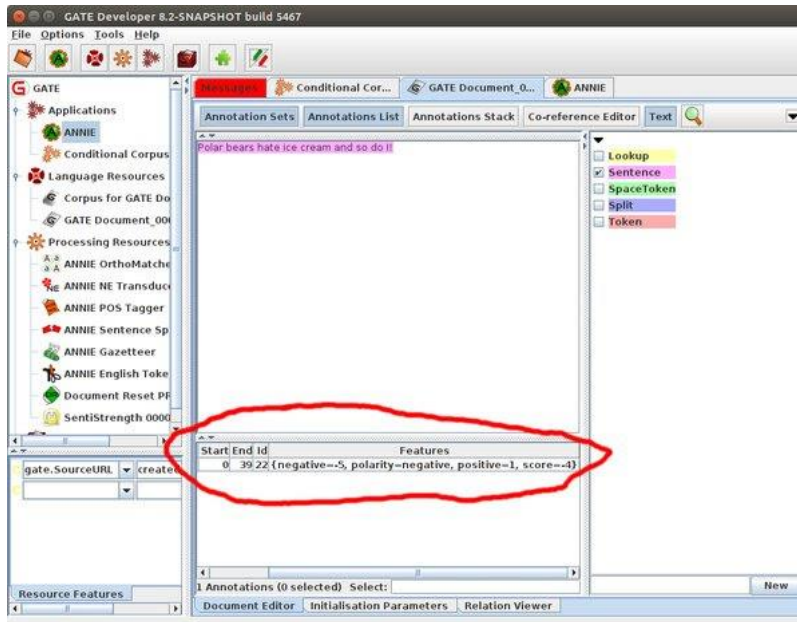 GATE Developer 8.2-SNAPSHOT build 5467
File Options Tools Help
Messages Conditional Cor... GATE Document_0... ANNIE
GATE
Applications
ANNIE
Conditional Corpus
Language Resources
Corpus for GATE Do
GATE Document_00
Processing Resources
ANNIE OrthoMatche
ANNIE NE Transduc
ANNIE POS Tagger
ANNIE Sentence Sp
ANNIE Gazetteer
ANNIE English Toke
Document Reset PR
SentiStrength 0000
gate.SourceURL created
Resource Features
Annotation Sets Annotations List Annotations Stack Co-reference Editor Text
Polar bears hate ice cream and so do I!
Lookup
Sentence
SpaceToken
Split
Token
Start End Id Features
0 39 22 {negative=-5, polarity=negative, positive=1, score=-4}
1 Annotations (0 selected) Select:
New
Document Editor Initialisation Parameters Relation Viewer